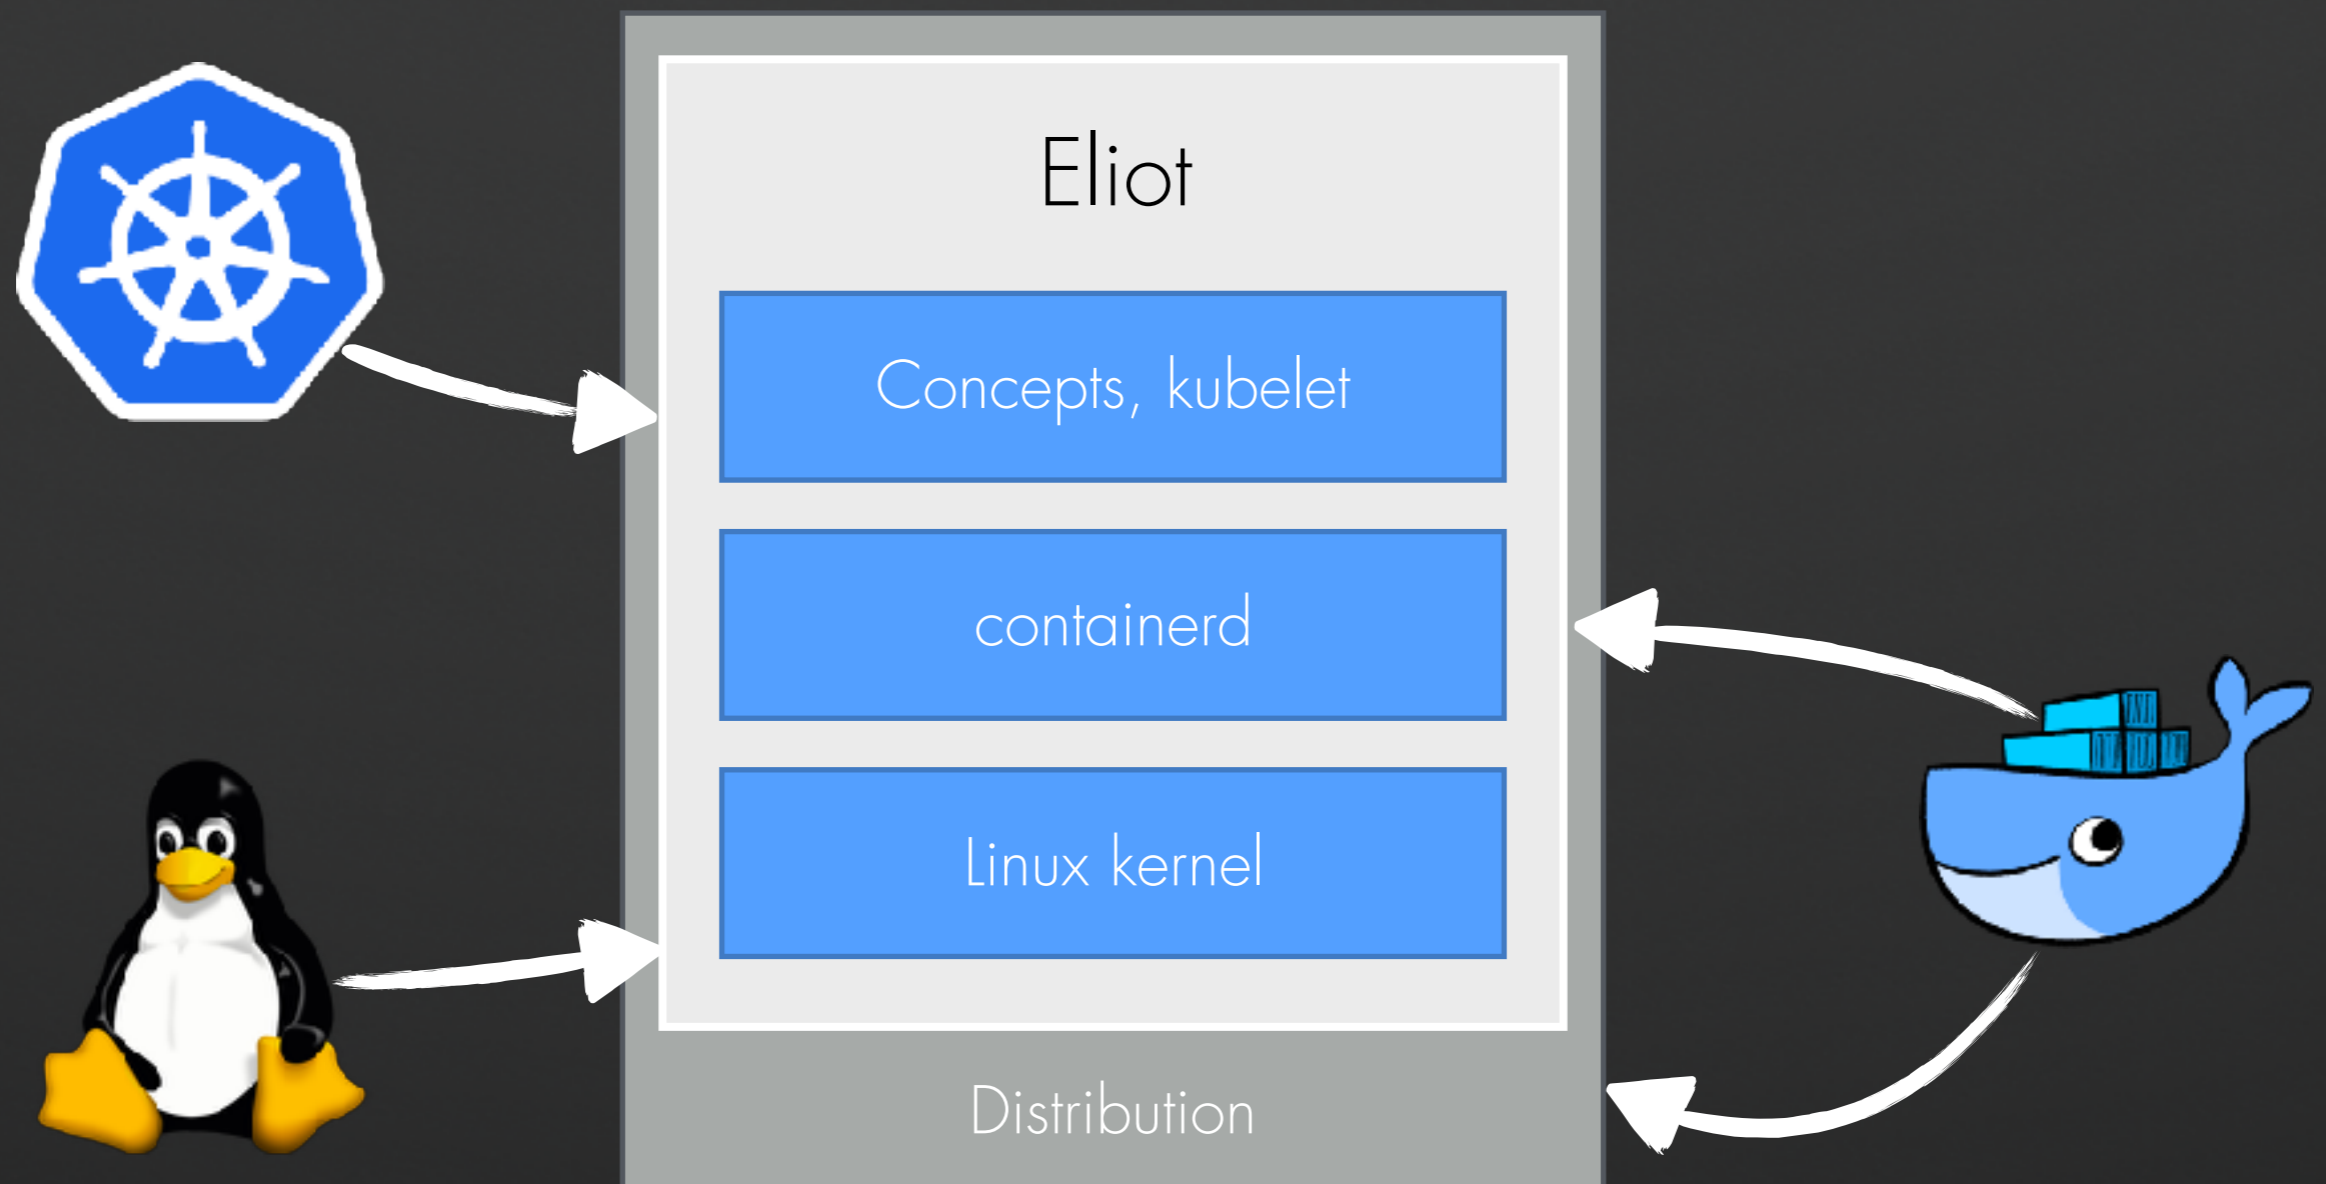 Eliot
Concepts, kubelet
containerd
Linux kernel
Distribution